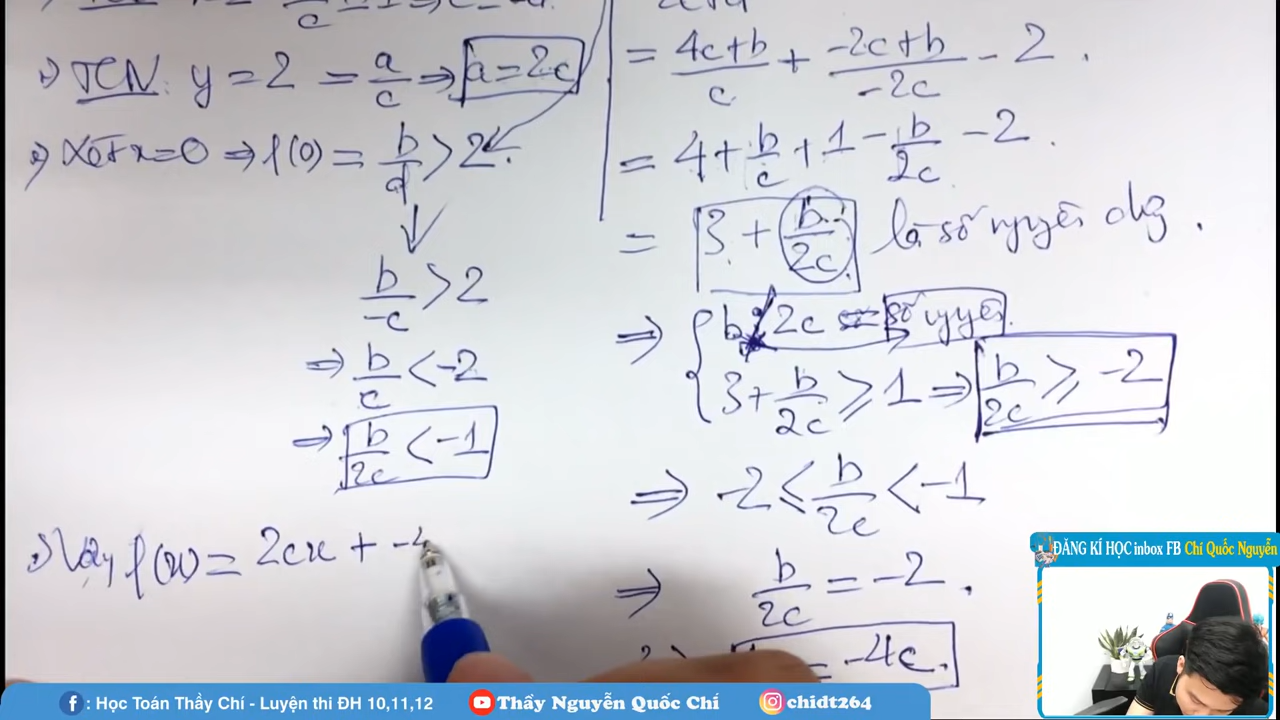 ·) TCN: y = 2 = a/c ⇒ a = 2c
·) Xét x=0 ⇒ f(0) = b/d > 2.
b/-c > 2
⇒ b/c < -2
⇒ b/2c < -1
·) Vậy f(x) = 2cx + -4
= 4c+b/c + -2c+b/-2c - 2.
= 4 + b/c + 1 - b/2c - 2.
= 3 + b/2c là số nguyên dg.
⇒ { b : 2c = số nguyên.
3 + b/2c ⩾ 1 ⇒ b/2c ⩾ -2
⇒ -2 ⩽ b/2c < -1
⇒ b/2c = -2.
-4c.
ĐĂNG KÍ HỌC inbox FB Chí Quốc Nguyễn
: Học Toán Thầy Chí - Luyện thi ĐH 10,11,12
Thầy Nguyễn Quốc Chí
chidt264